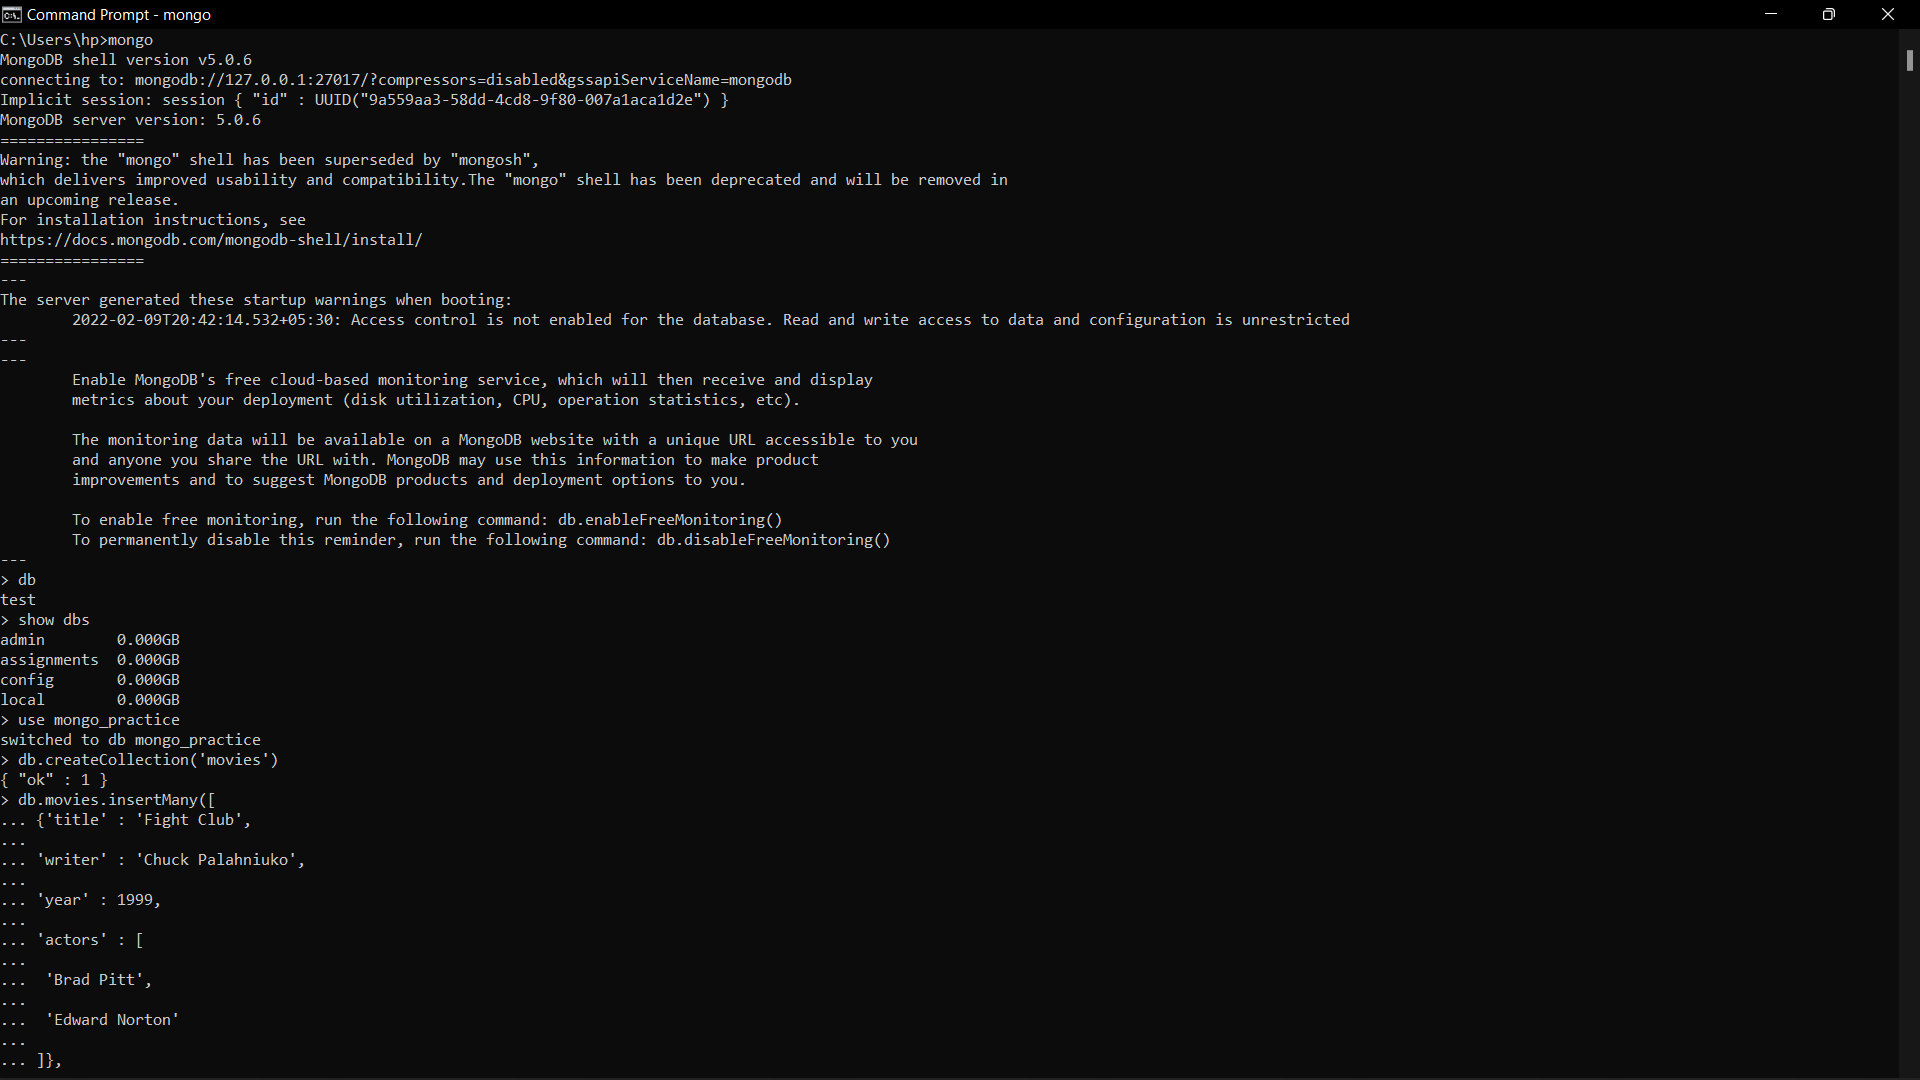 Command Prompt - mongo
C:\Users\hp>mongo
MongoDB shell version v5.0.6
connecting to: mongodb://127.0.0.1:27017/?compressors=disabled&gssapiServiceName=mongodb
Implicit session: session { "id" : UUID("9a559aa3-58dd-4cd8-9f80-007a1aca1d2e") }
MongoDB server version: 5.0.6
================
Warning: the "mongo" shell has been superseded by "mongosh",
which delivers improved usability and compatibility.The "mongo" shell has been deprecated and will be removed in
an upcoming release.
For installation instructions, see
https://docs.mongodb.com/mongodb-shell/install/
================
---
The server generated these startup warnings when booting:
        2022-02-09T20:42:14.532+05:30: Access control is not enabled for the database. Read and write access to data and configuration is unrestricted
---
---
        Enable MongoDB's free cloud-based monitoring service, which will then receive and display
        metrics about your deployment (disk utilization, CPU, operation statistics, etc).

        The monitoring data will be available on a MongoDB website with a unique URL accessible to you
        and anyone you share the URL with. MongoDB may use this information to make product
        improvements and to suggest MongoDB products and deployment options to you.

        To enable free monitoring, run the following command: db.enableFreeMonitoring()
        To permanently disable this reminder, run the following command: db.disableFreeMonitoring()
---
> db
test
> show dbs
admin        0.000GB
assignments  0.000GB
config       0.000GB
local        0.000GB
> use mongo_practice
switched to db mongo_practice
> db.createCollection('movies')
{ "ok" : 1 }
> db.movies.insertMany([
... {'title' : 'Fight Club',
...
... 'writer' : 'Chuck Palahniuko',
...
... 'year' : 1999,
...
... 'actors' : [
...
...  'Brad Pitt',
...
...  'Edward Norton'
...
... ]},